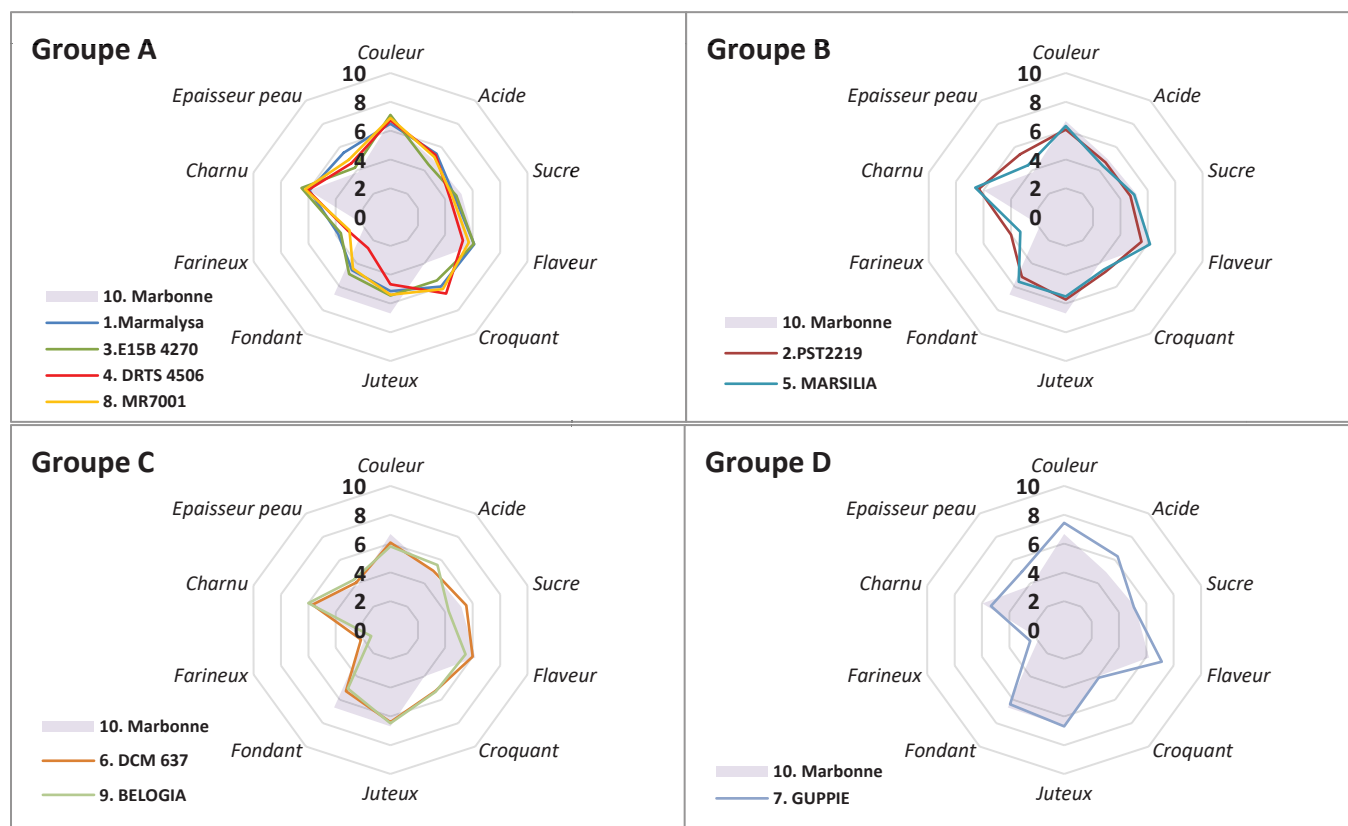 Groupe A
Couleur
Acide
Sucre
Flaveur
Croquant
Juteux
Fondant
Farineux
Charnu
Epaisseur peau
10
8
6
4
2
0
10. Marbonne
1.Marmalysa
3.E15B 4270
4. DRTS 4506
8. MR7001
Groupe B
Couleur
Acide
Sucre
Flaveur
Croquant
Juteux
Fondant
Farineux
Charnu
Epaisseur peau
10
8
6
4
2
0
10. Marbonne
2.PST2219
5. MARSILIA
Groupe C
Couleur
Acide
Sucre
Flaveur
Croquant
Juteux
Fondant
Farineux
Charnu
Epaisseur peau
10
8
6
4
2
0
10. Marbonne
6. DCM 637
9. BELOGIA
Groupe D
Couleur
Acide
Sucre
Flaveur
Croquant
Juteux
Fondant
Farineux
Charnu
Epaisseur peau
10
8
6
4
2
0
10. Marbonne
7. GUPPIE